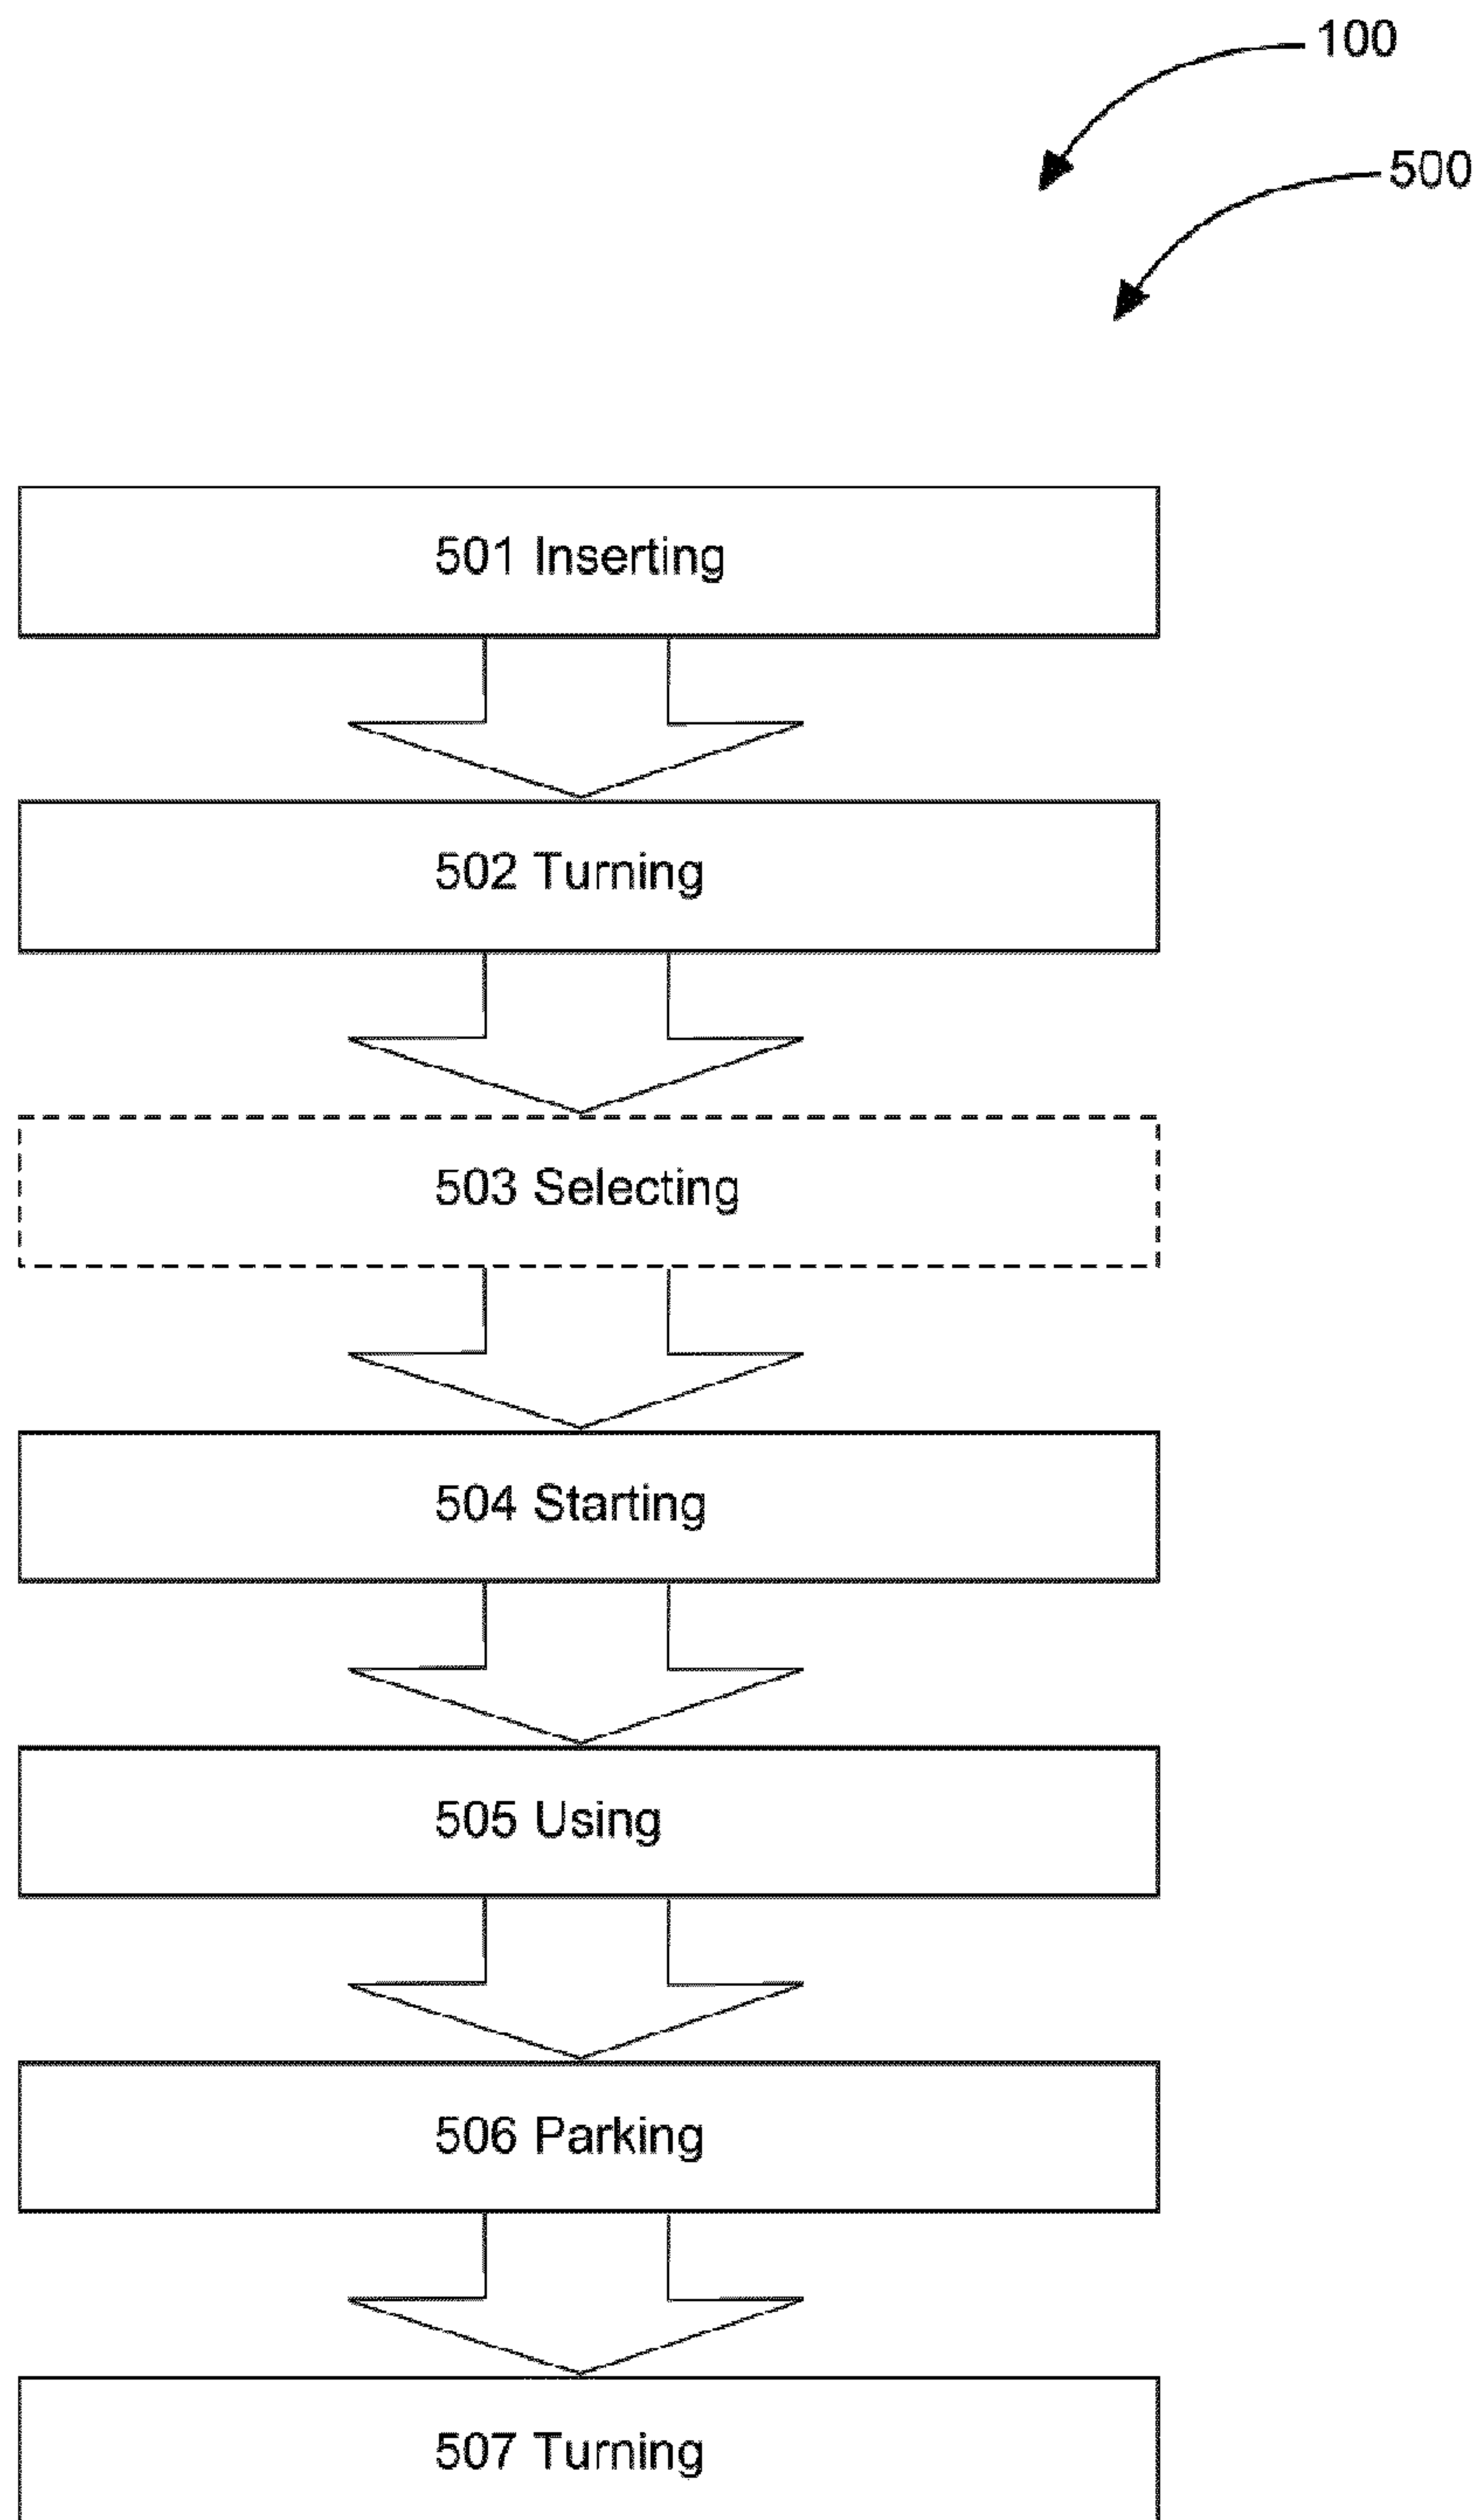 100
500
501 Inserting
502 Turning
503 Selecting
504 Starting
505 Using
506 Parking
507 Turning